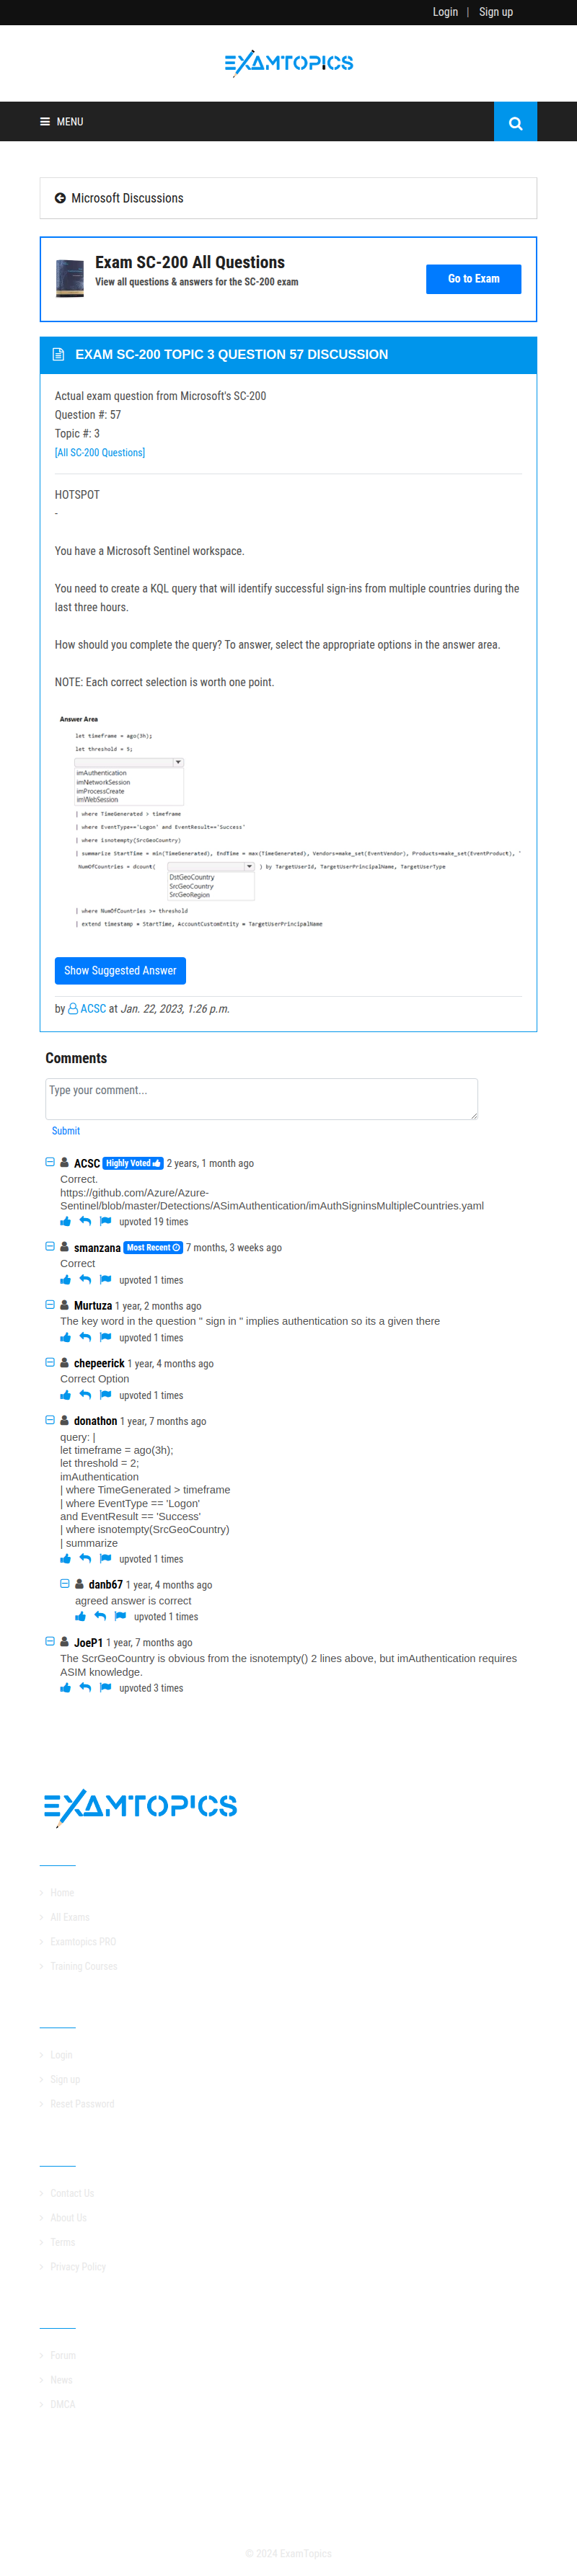 Login | Sign up
EXAMTOPICS
MENU
Microsoft Discussions
Exam SC-200 All Questions
View all questions & answers for the SC-200 exam
Go to Exam
EXAM SC-200 TOPIC 3 QUESTION 57 DISCUSSION
Actual exam question from Microsoft's SC-200
Question #: 57
Topic #: 3
[All SC-200 Questions]
HOTSPOT
-
You have a Microsoft Sentinel workspace.
You need to create a KQL query that will identify successful sign-ins from multiple countries during the
last three hours.
How should you complete the query? To answer, select the appropriate options in the answer area.
NOTE: Each correct selection is worth one point.
Answer Area
let timeframe = ago(3h);
let threshold = 5;
imAuthentication
imNetworkSession
imProcessCreate
imWebSession
| where TimeGenerated > timeframe
| where EventType=='Logon' and EventResult=='Success'
| where isnotempty(SrcGeoCountry)
| summarize StartTime = min(TimeGenerated), EndTime = max(TimeGenerated), Vendors=make_set(EventVendor), Products=make_set(EventProduct), '
NumOfCountries = dcount( ) by TargetUserId, TargetUserPrincipalName, TargetUserType
DstGeoCountry
SrcGeoCountry
SrcGeoRegion
| where NumOfCountries >= threshold
| extend timestamp = StartTime, AccountCustomEntity = TargetUserPrincipalName
Show Suggested Answer
by ACSC at Jan. 22, 2023, 1:26 p.m.
Comments
Type your comment...
Submit
ACSC Highly Voted 2 years, 1 month ago
Correct.
https://github.com/Azure/Azure-
Sentinel/blob/master/Detections/ASimAuthentication/imAuthSigninsMultipleCountries.yaml
upvoted 19 times
smanzana Most Recent 7 months, 3 weeks ago
Correct
upvoted 1 times
Murtuza 1 year, 2 months ago
The key word in the question " sign in " implies authentication so its a given there
upvoted 1 times
chepeerick 1 year, 4 months ago
Correct Option
upvoted 1 times
donathon 1 year, 7 months ago
query: |
let timeframe = ago(3h);
let threshold = 2;
imAuthentication
| where TimeGenerated > timeframe
| where EventType == 'Logon'
and EventResult == 'Success'
| where isnotempty(SrcGeoCountry)
| summarize
upvoted 1 times
danb67 1 year, 4 months ago
agreed answer is correct
upvoted 1 times
JoeP1 1 year, 7 months ago
The ScrGeoCountry is obvious from the isnotempty() 2 lines above, but imAuthentication requires
ASIM knowledge.
upvoted 3 times
EXAMTOPICS
Home
All Exams
Examtopics PRO
Training Courses
Login
Sign up
Reset Password
Contact Us
About Us
Terms
Privacy Policy
Forum
News
DMCA
© 2024 ExamTopics